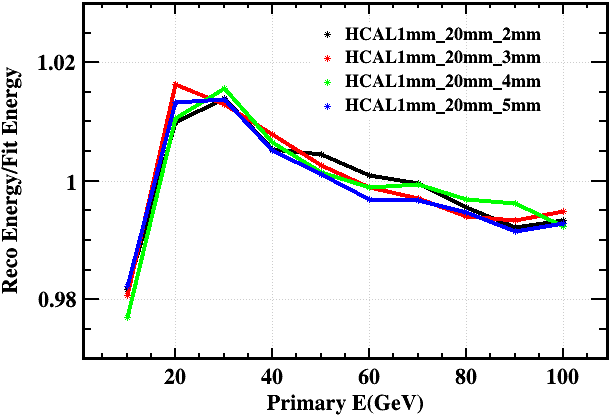 HCAL1mm_20mm_2mm
HCAL1mm_20mm_3mm
HCAL1mm_20mm_4mm
HCAL1mm_20mm_5mm
Reco Energy/Fit Energy
1.02
1
0.98
20 40 60 80 100
Primary E(GeV)